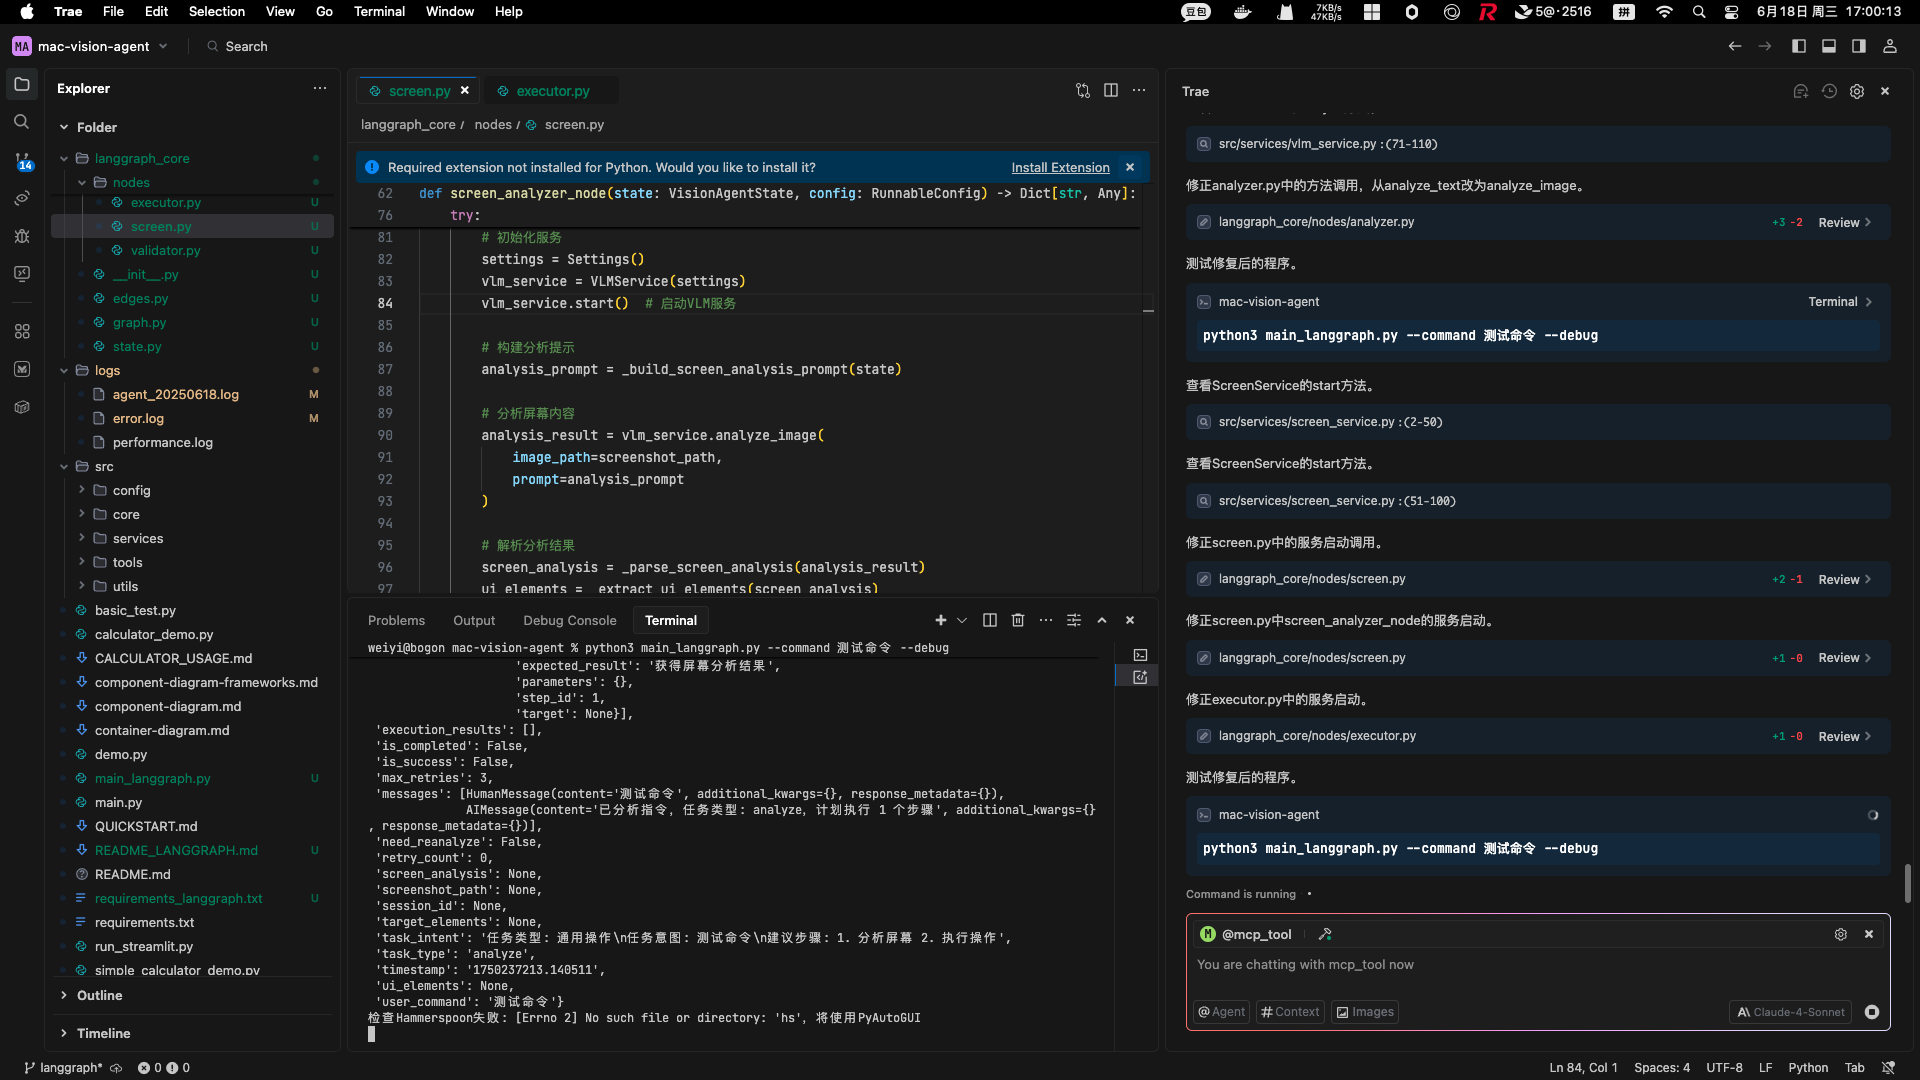 Trae File Edit Selection View Go Terminal Window Help
豆包 7KB/s 47KB/s 5@·2516 拼 6月18日 周三 17:00:13
MA mac-vision-agent Search
Explorer
Folder
langgraph_core
nodes
executor.py U
screen.py U
validator.py U
__init__.py U
edges.py U
graph.py U
state.py U
logs
agent_20250618.log M
error.log M
performance.log
src
config
core
services
tools
utils
basic_test.py
calculator_demo.py
CALCULATOR_USAGE.md
component-diagram-frameworks.md
component-diagram.md
container-diagram.md
demo.py
main_langgraph.py U
main.py
QUICKSTART.md
README_LANGGRAPH.md U
README.md
requirements_langgraph.txt U
requirements.txt
run_streamlit.py
simple_calculator_demo.py
Outline
Timeline
14
screen.py executor.py
langgraph_core / nodes / screen.py
Required extension not installed for Python. Would you like to install it? Install Extension
62 def screen_analyzer_node(state: VisionAgentState, config: RunnableConfig) -> Dict[str, Any]:
76 try:
81 # 初始化服务
82 settings = Settings()
83 vlm_service = VLMService(settings)
84 vlm_service.start() # 启动VLM服务
85
86 # 构建分析提示
87 analysis_prompt = _build_screen_analysis_prompt(state)
88
89 # 分析屏幕内容
90 analysis_result = vlm_service.analyze_image(
91 image_path=screenshot_path,
92 prompt=analysis_prompt
93 )
94
95 # 解析分析结果
96 screen_analysis = _parse_screen_analysis(analysis_result)
97 ui_elements = _extract_ui_elements(screen_analysis)
Problems Output Debug Console Terminal
weiyi@bogon mac-vision-agent % python3 main_langgraph.py --command 测试命令 --debug
'expected_result': '获得屏幕分析结果',
'parameters': {},
'step_id': 1,
'target': None}],
'execution_results': [],
'is_completed': False,
'is_success': False,
'max_retries': 3,
'messages': [HumanMessage(content='测试命令', additional_kwargs={}, response_metadata={}),
AIMessage(content='已分析指令，任务类型: analyze，计划执行 1 个步骤', additional_kwargs={}
, response_metadata={})],
'need_reanalyze': False,
'retry_count': 0,
'screen_analysis': None,
'screenshot_path': None,
'session_id': None,
'target_elements': None,
'task_intent': '任务类型: 通用操作\n任务意图: 测试命令\n建议步骤: 1. 分析屏幕 2. 执行操作',
'task_type': 'analyze',
'timestamp': '1750237213.140511',
'ui_elements': None,
'user_command': '测试命令'}
检查Hammerspoon失败: [Errno 2] No such file or directory: 'hs'，将使用PyAutoGUI
Trae
src/services/vlm_service.py :(71-110)
修正analyzer.py中的方法调用，从analyze_text改为analyze_image。
langgraph_core/nodes/analyzer.py +3 -2 Review
测试修复后的程序。
mac-vision-agent Terminal
python3 main_langgraph.py --command 测试命令 --debug
查看ScreenService的start方法。
src/services/screen_service.py :(2-50)
查看ScreenService的start方法。
src/services/screen_service.py :(51-100)
修正screen.py中的服务启动调用。
langgraph_core/nodes/screen.py +2 -1 Review
修正screen.py中screen_analyzer_node的服务启动。
langgraph_core/nodes/screen.py +1 -0 Review
修正executor.py中的服务启动。
langgraph_core/nodes/executor.py +1 -0 Review
测试修复后的程序。
mac-vision-agent
python3 main_langgraph.py --command 测试命令 --debug
Command is running
M @mcp_tool
You are chatting with mcp_tool now
@Agent # Context Images Claude-4-Sonnet
langgraph* 0 0 Ln 84, Col 1 Spaces: 4 UTF-8 LF Python Tab